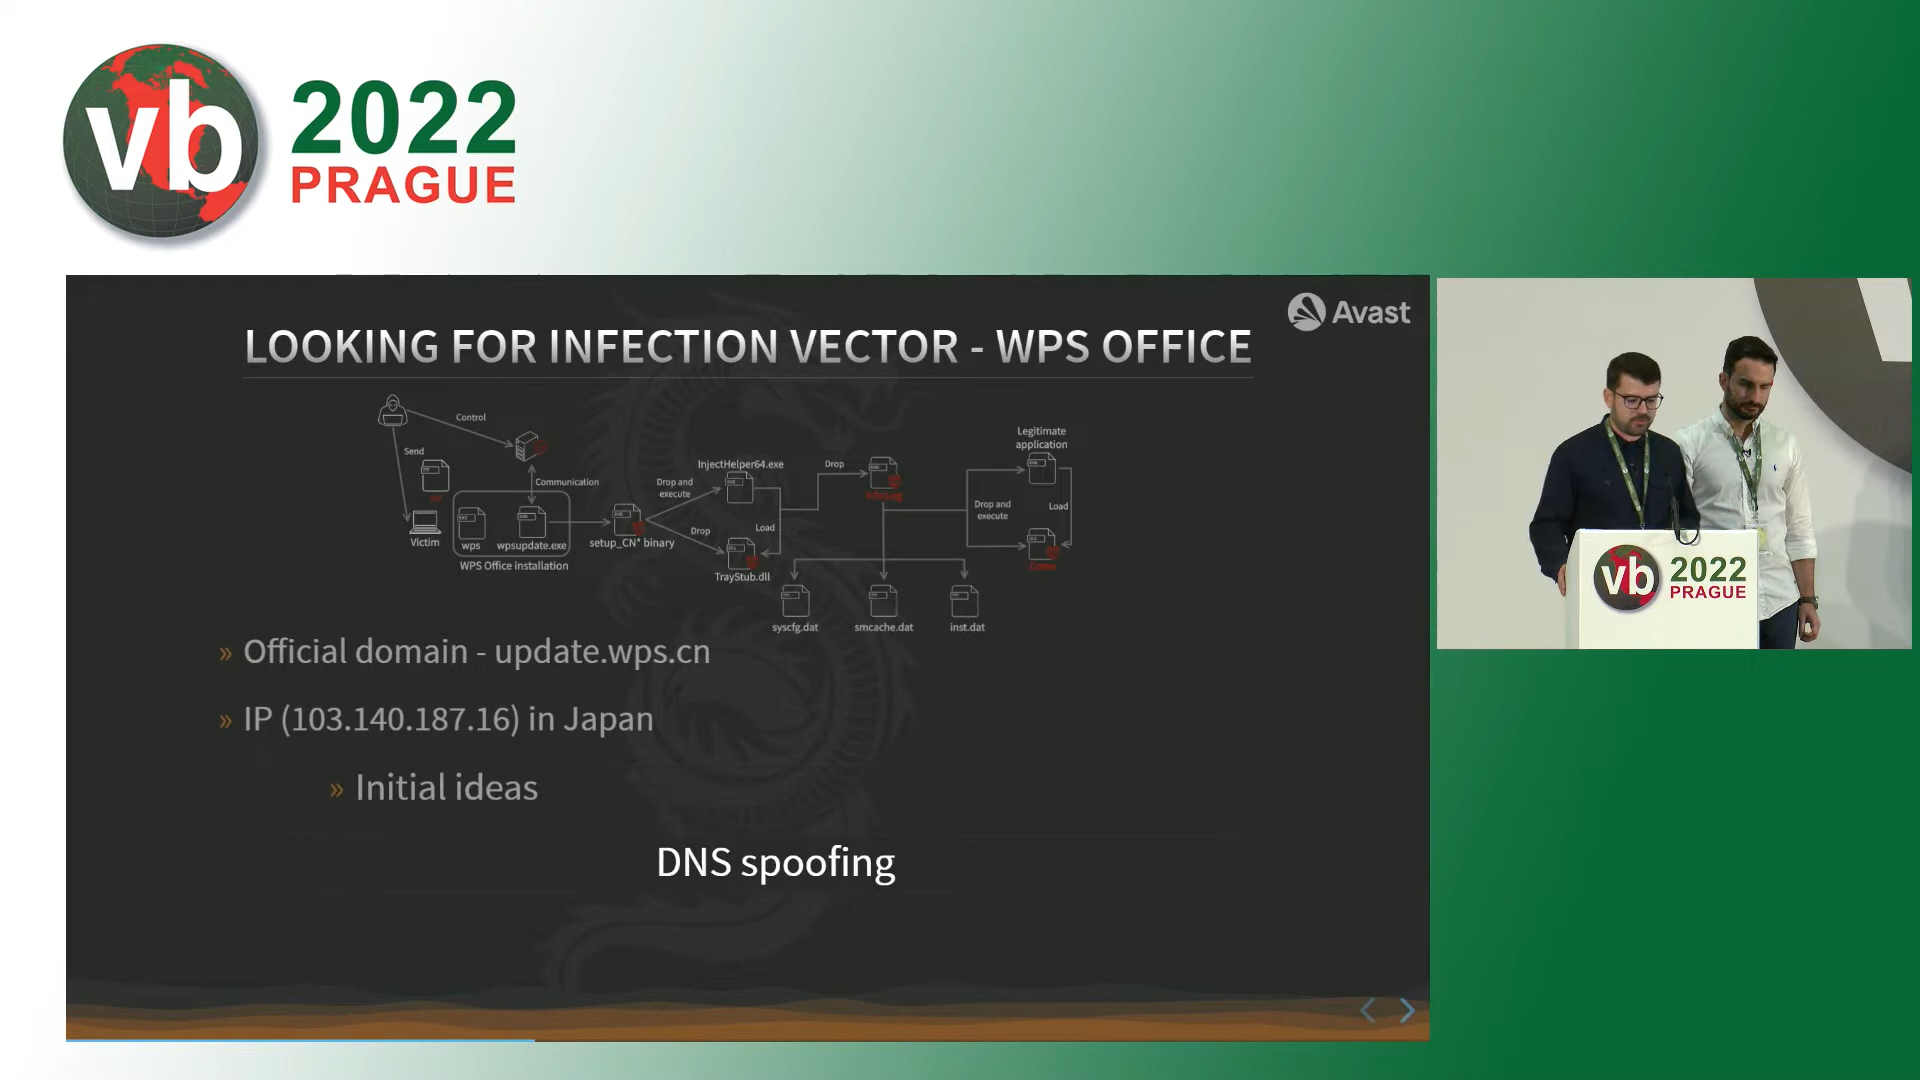 vb
2022
PRAGUE
Avast
LOOKING FOR INFECTION VECTOR - WPS OFFICE
Control
Send
Communication
Victim
wps
wpsupdate.exe
WPS Office installation
setup_CN* binary
Drop and
execute
Drop
InjectHelper64.exe
Load
TrayStub.dll
Drop
syscfg.dat
smcache.dat
inst.dat
Drop and
execute
Legitimate
application
Load
» Official domain - update.wps.cn
» IP (103.140.187.16) in Japan
» Initial ideas
DNS spoofing
vb
2022
PRAGUE